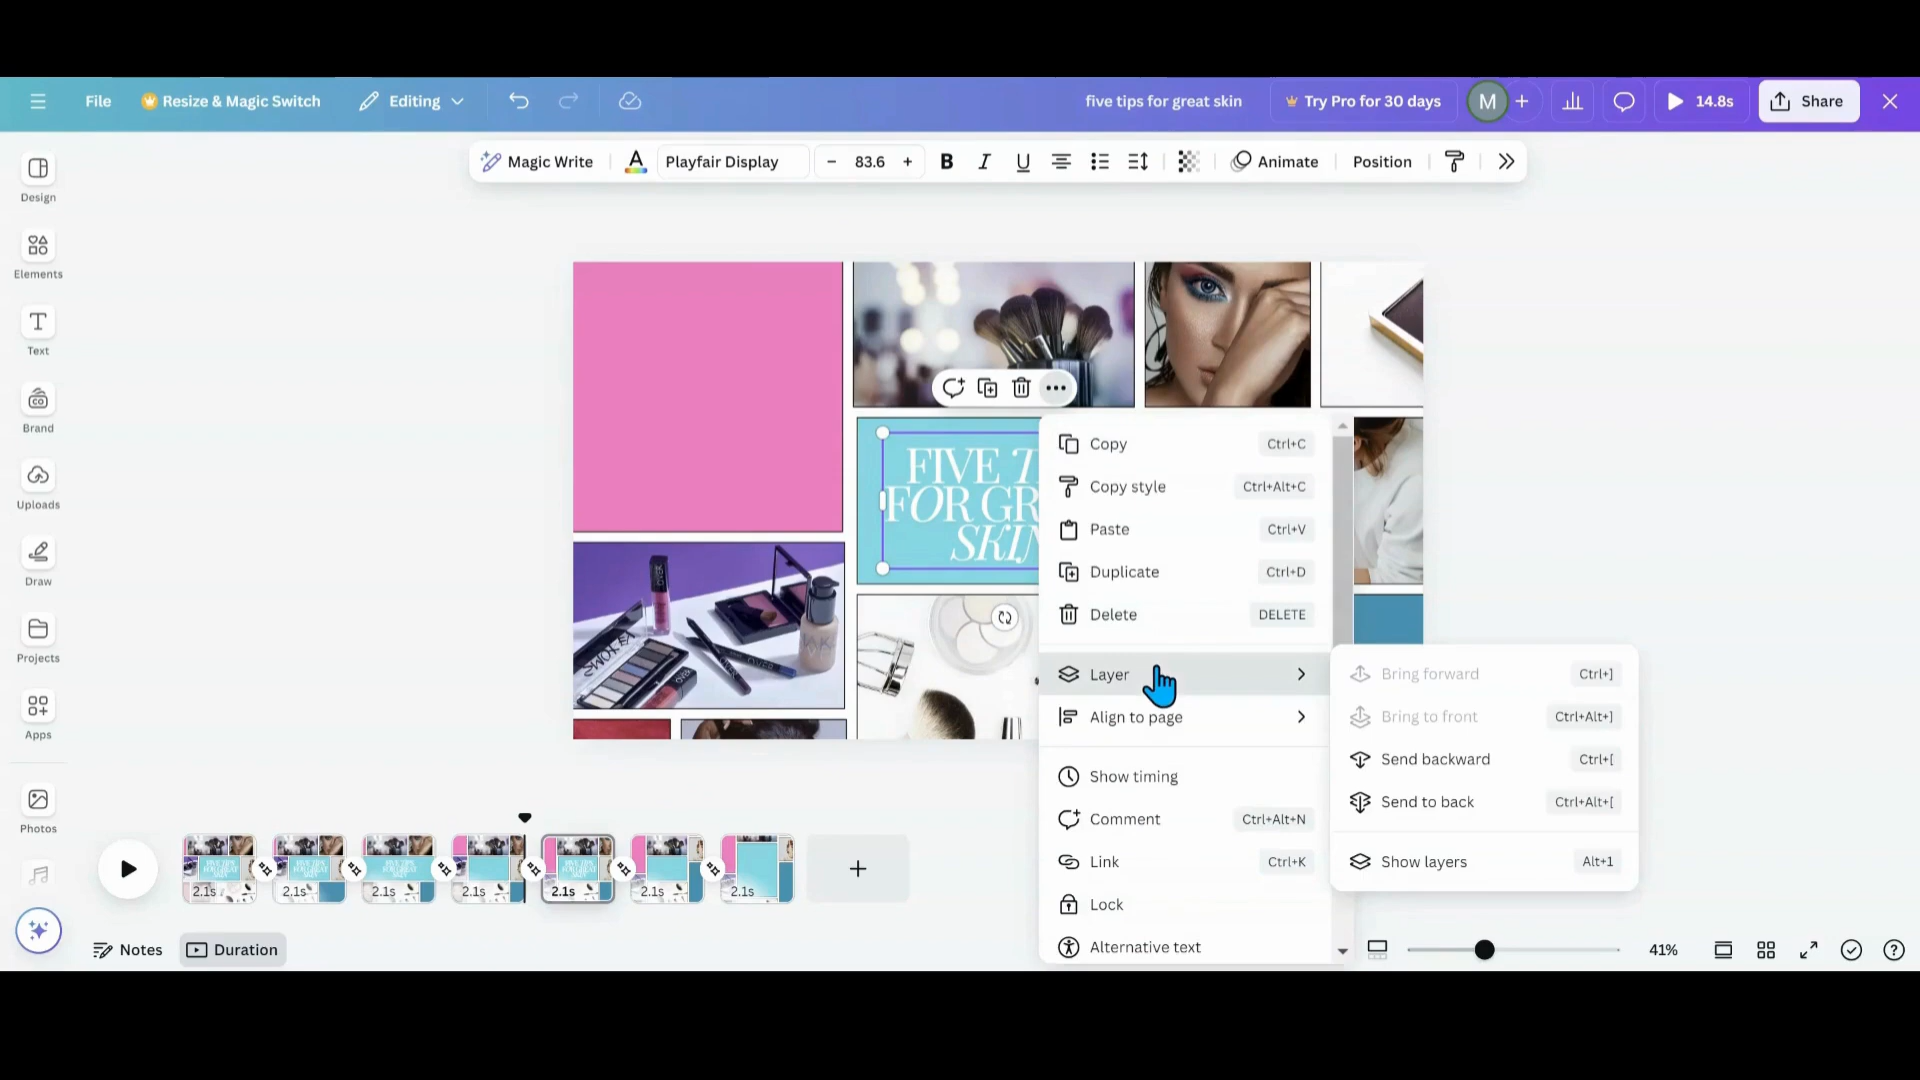 File
Resize & Magic Switch
Editing
five tips for great skin
Try Pro for 30 days
M
14.8s
Share
Magic Write
A
Playfair Display
83.6
B
I
U
Animate
Position
Design
Elements
Text
Brand
Uploads
Draw
Projects
Apps
Photos
FIVE T
FOR GR
SKIN
Copy Ctrl+C
Copy style Ctrl+Alt+C
Paste Ctrl+V
Duplicate Ctrl+D
Delete DELETE
Layer
Align to page
Show timing
Comment Ctrl+Alt+N
Link Ctrl+K
Lock
Alternative text
Bring forward Ctrl+]
Bring to front Ctrl+Alt+]
Send backward Ctrl+[
Send to back Ctrl+Alt+[
Show layers Alt+1
2.1s
2.1s
2.1s
2.1s
2.1s
2.1s
2.1s
Notes
Duration
41%